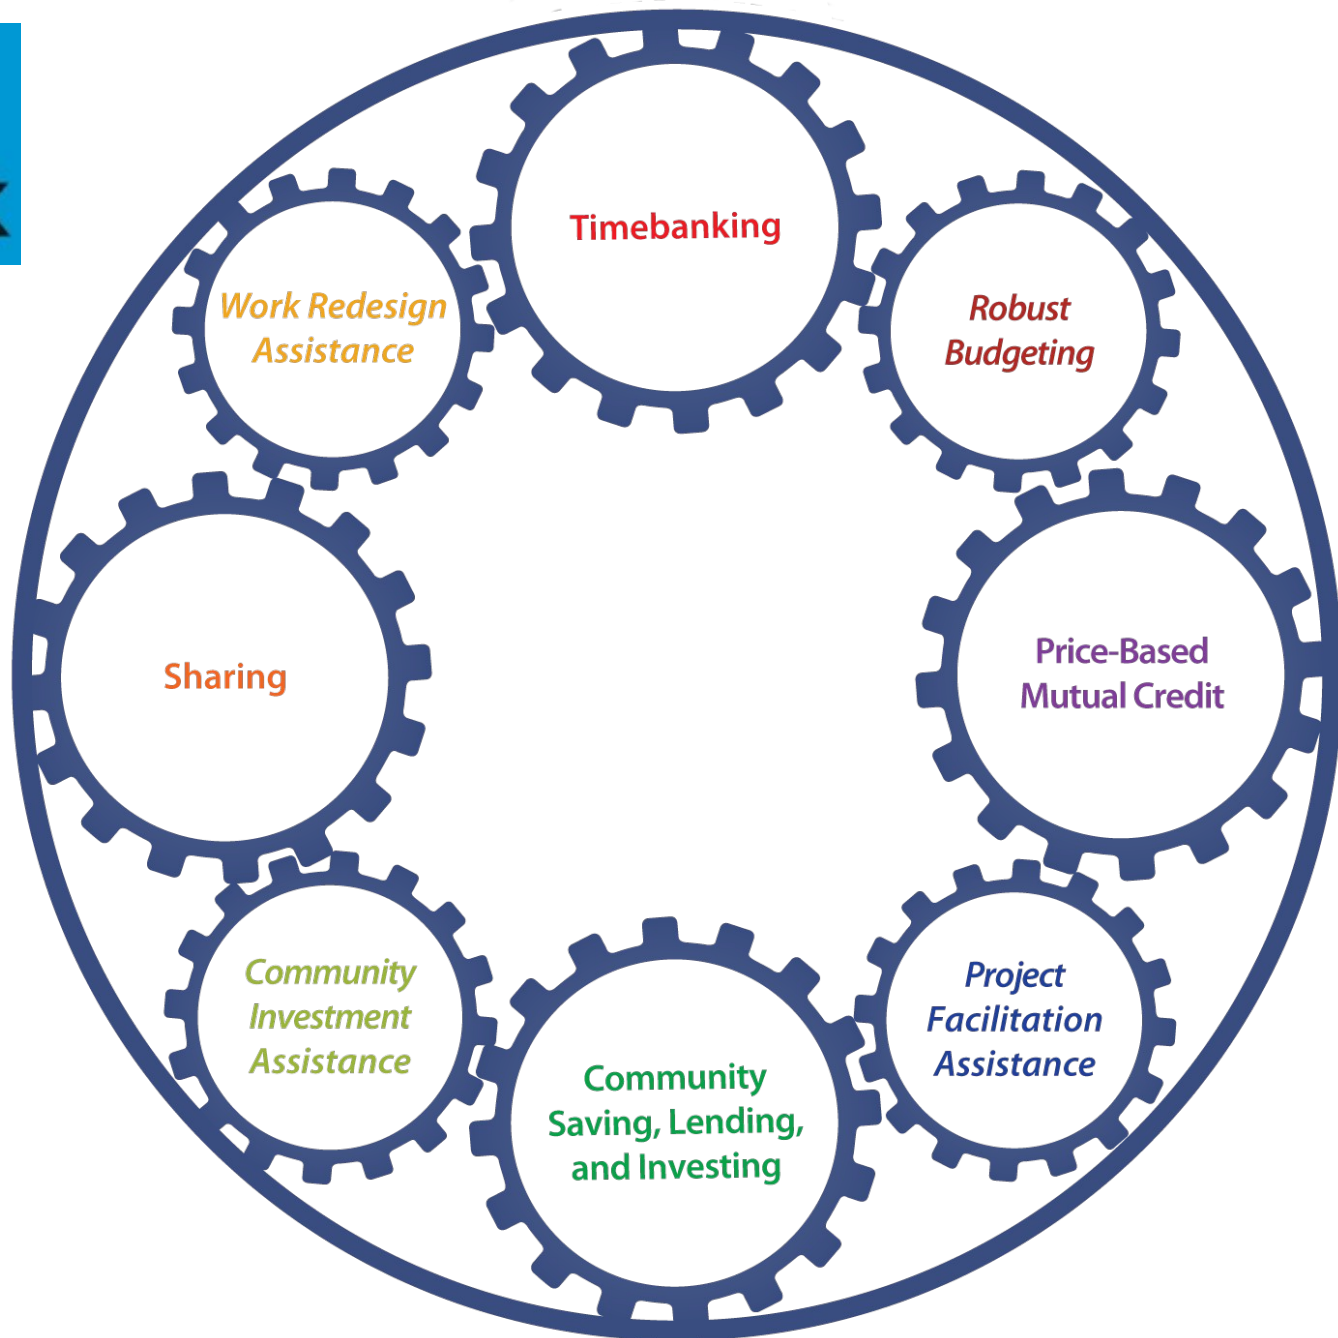 Timebanking
Work Redesign
Assistance
Robust
Budgeting
Sharing
Price-Based
Mutual Credit
Community
Investment
Assistance
Project
Facilitation
Assistance
Community
Saving, Lending,
and Investing